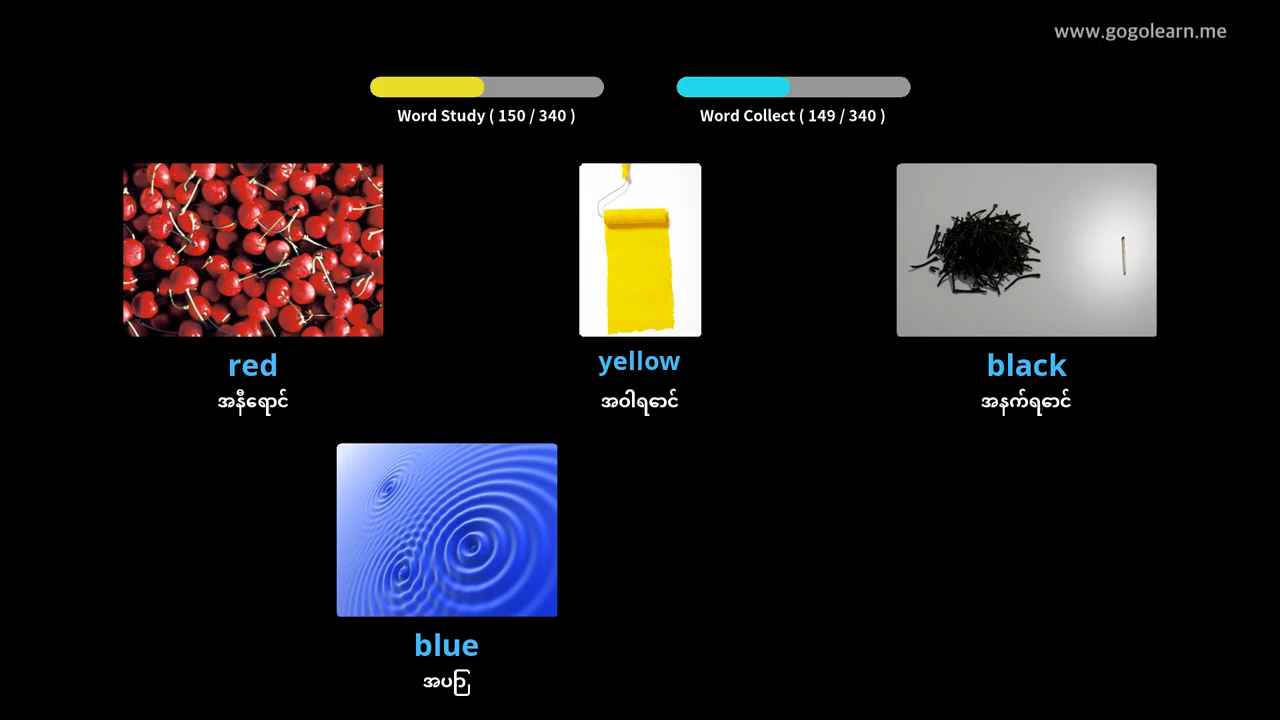 www.gogolearn.me
Word Study ( 150 / 340 )
Word Collect ( 149 / 340 )
red
yellow
black
အနီရောင်
အဝါရောင်
အနက်ရောင်
blue
အပြာ